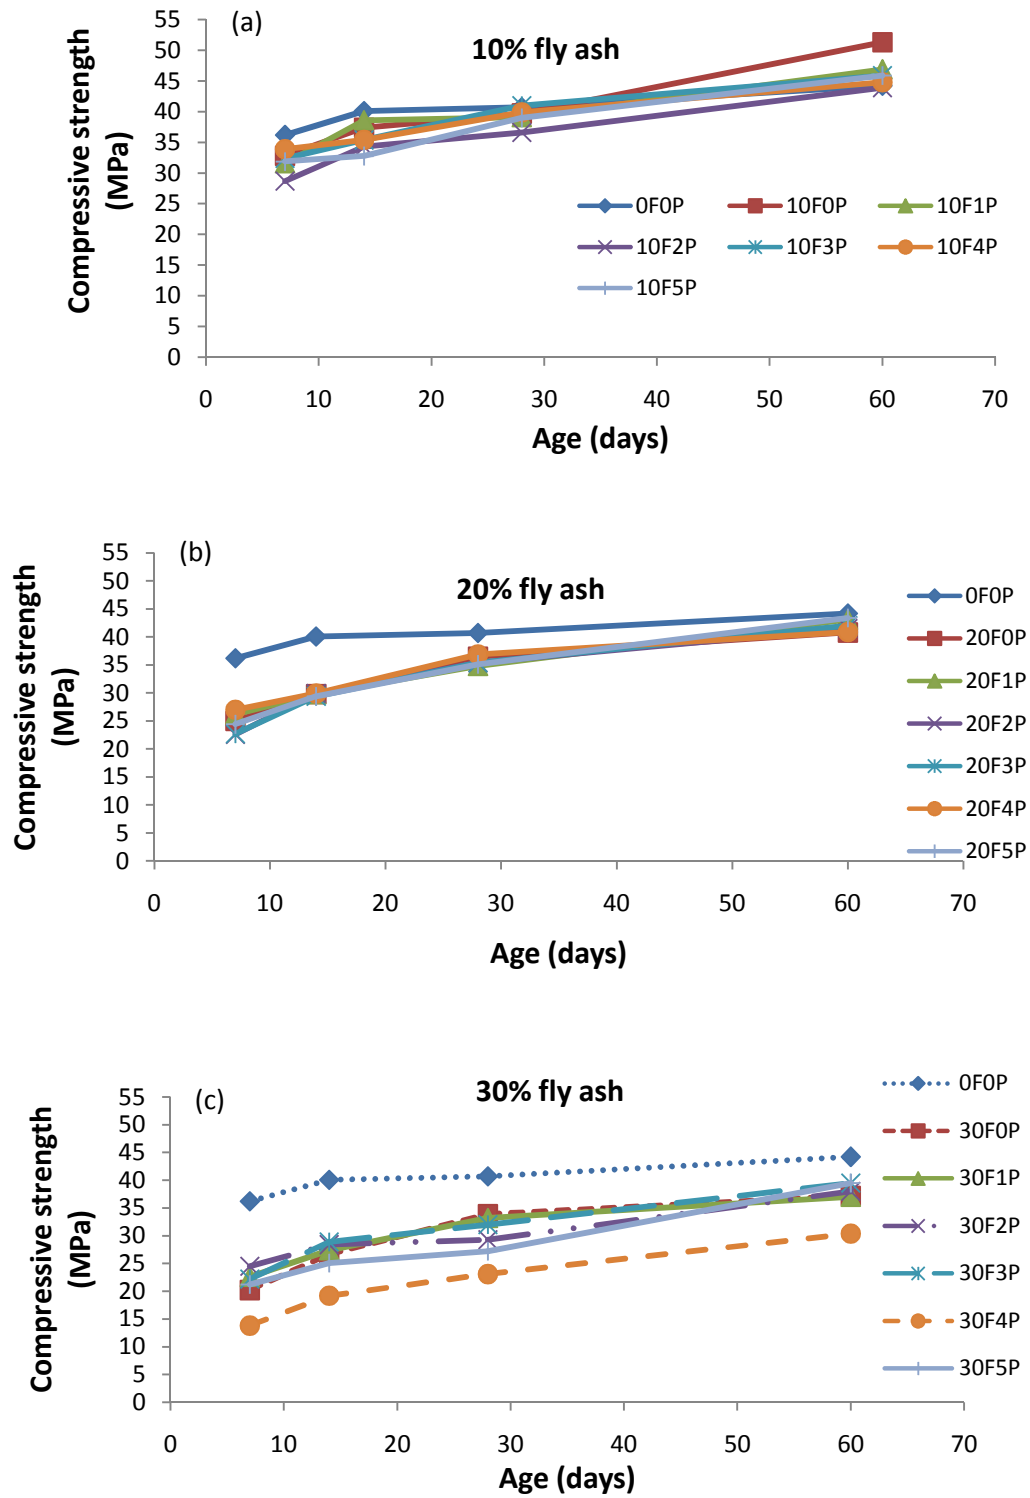 (a)
10% fly ash
Compressive strength
(MPa)
55
50
45
40
35
30
25
20
15
10
5
0
0F0P 10F0P 10F1P
10F2P 10F3P 10F4P
10F5P
0 10 20 30 40 50 60 70
Age (days)
(b)
20% fly ash
Compressive strength
(MPa)
55
50
45
40
35
30
25
20
15
10
5
0
0F0P
20F0P
20F1P
20F2P
20F3P
20F4P
20F5P
0 10 20 30 40 50 60 70
Age (days)
(c)
30% fly ash
Compressive strength
(MPa)
55
50
45
40
35
30
25
20
15
10
5
0
0F0P
30F0P
30F1P
30F2P
30F3P
30F4P
30F5P
0 10 20 30 40 50 60 70
Age (days)